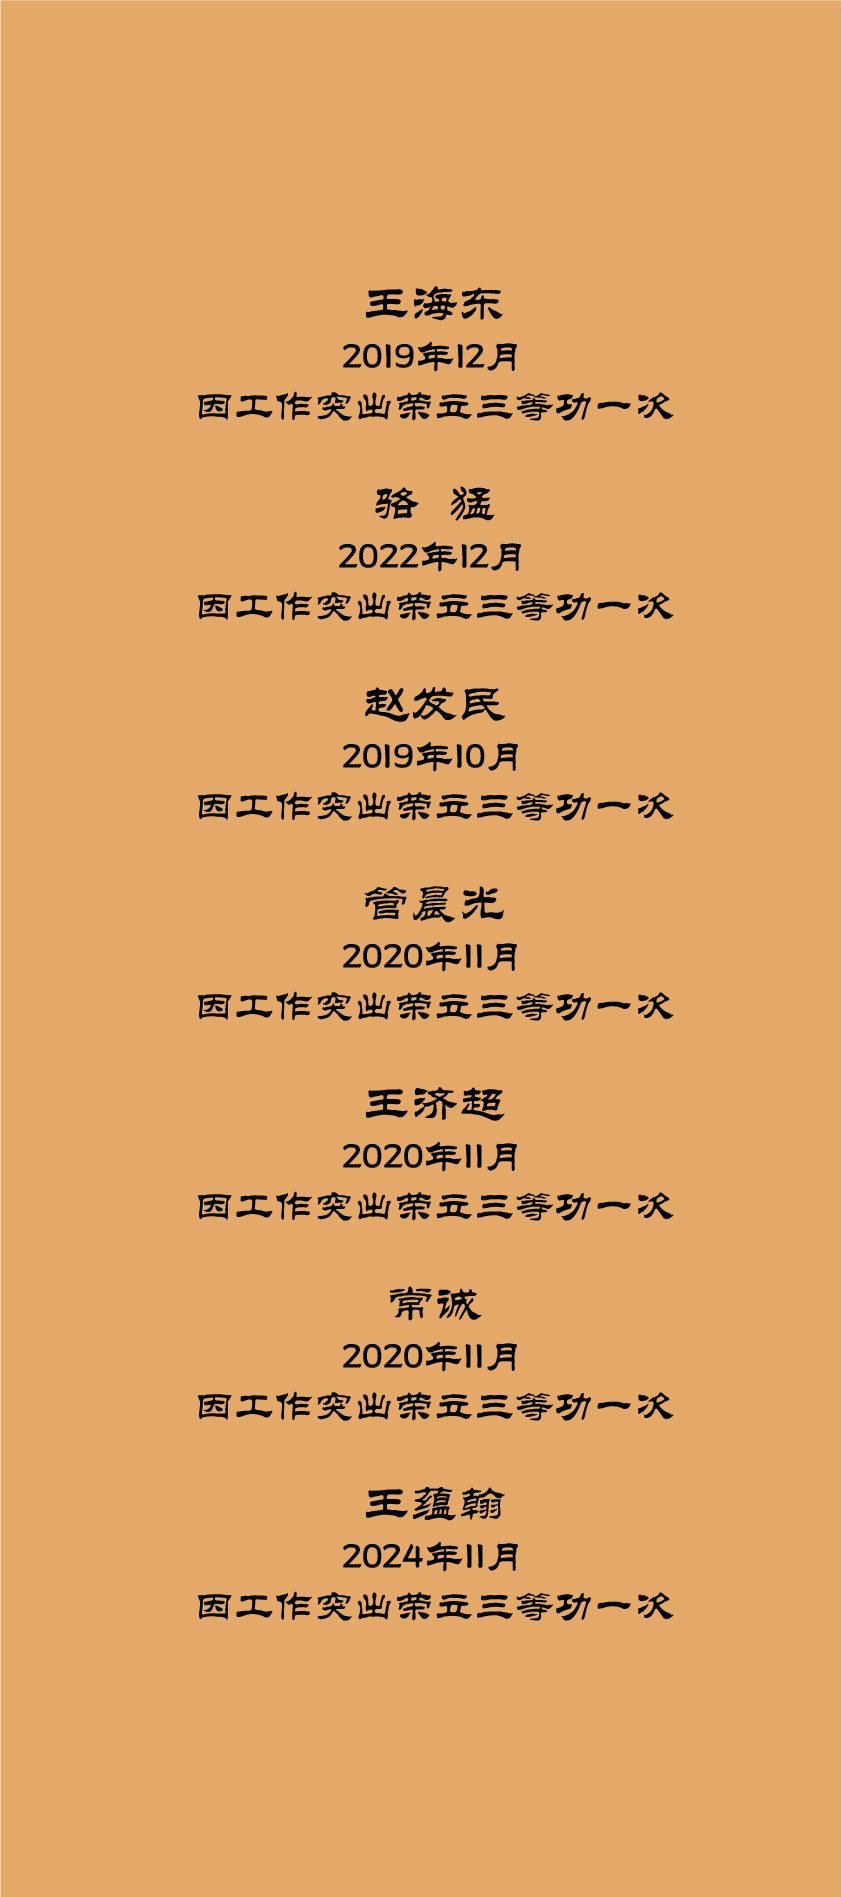 王海东
2019年12月
因工作突出荣立三等功一次
骆 猛
2022年12月
因工作突出荣立三等功一次
赵发民
2019年10月
因工作突出荣立三等功一次
管晨光
2020年11月
因工作突出荣立三等功一次
王济超
2020年11月
因工作突出荣立三等功一次
常诚
2020年11月
因工作突出荣立三等功一次
王蕴翰
2024年11月
因工作突出荣立三等功一次